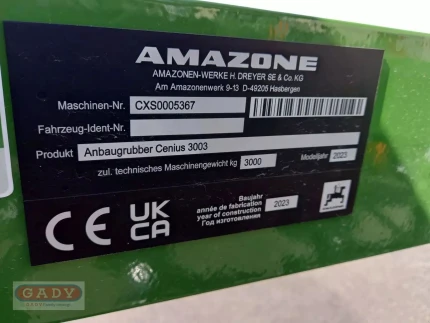 AMAZONE
AMAZONEN-WERKE H. DREYER SE & Co. KG
Am Amazonenwerk 9-13 D-49205 Hasbergen
Maschinen-Nr. CXS0005367
Fahrzeug-Ident-Nr.
Produkt Anbaugrubber Cenius 3003
zul. technisches Maschinengewicht kg 3000 Modelljahr 2023
CE UK CA
Baujahr
année de fabrication
year of construction
Год изготовления
2023
GADY